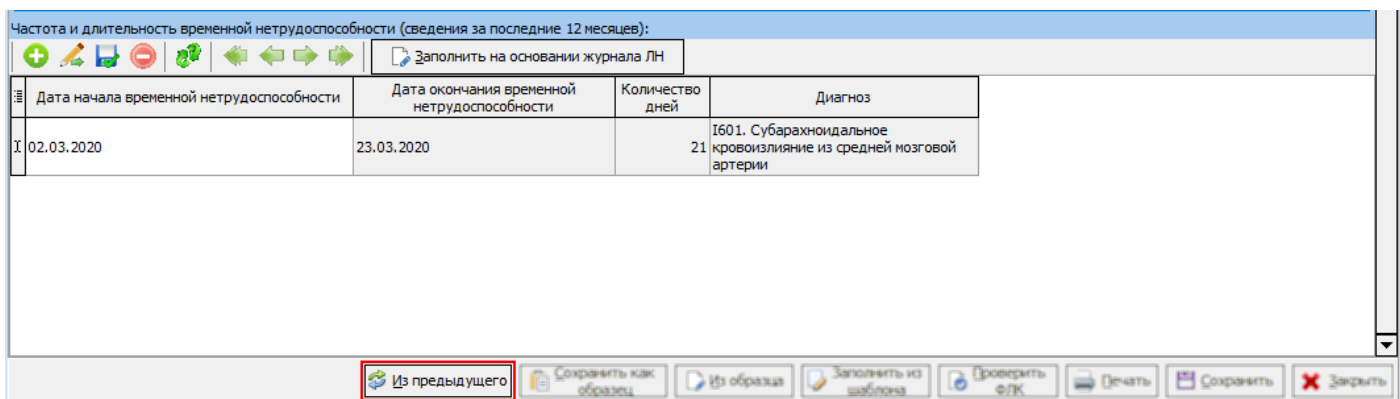 Частота и длительность временной нетрудоспособности (сведения за последние 12 месяцев):
Заполнить на основании журнала ЛН
Дата начала временной нетрудоспособности
Дата окончания временной
нетрудоспособности
Количество
дней
Диагноз
02.03.2020
23.03.2020
21
I601. Субарахноидальное
кровоизлияние из средней мозговой
артерии
Из предыдущего
Сохранить как
образец
Из образца
Заполнить из
шаблона
Проверить
ФЛК
Печать
Сохранить
Закрыть